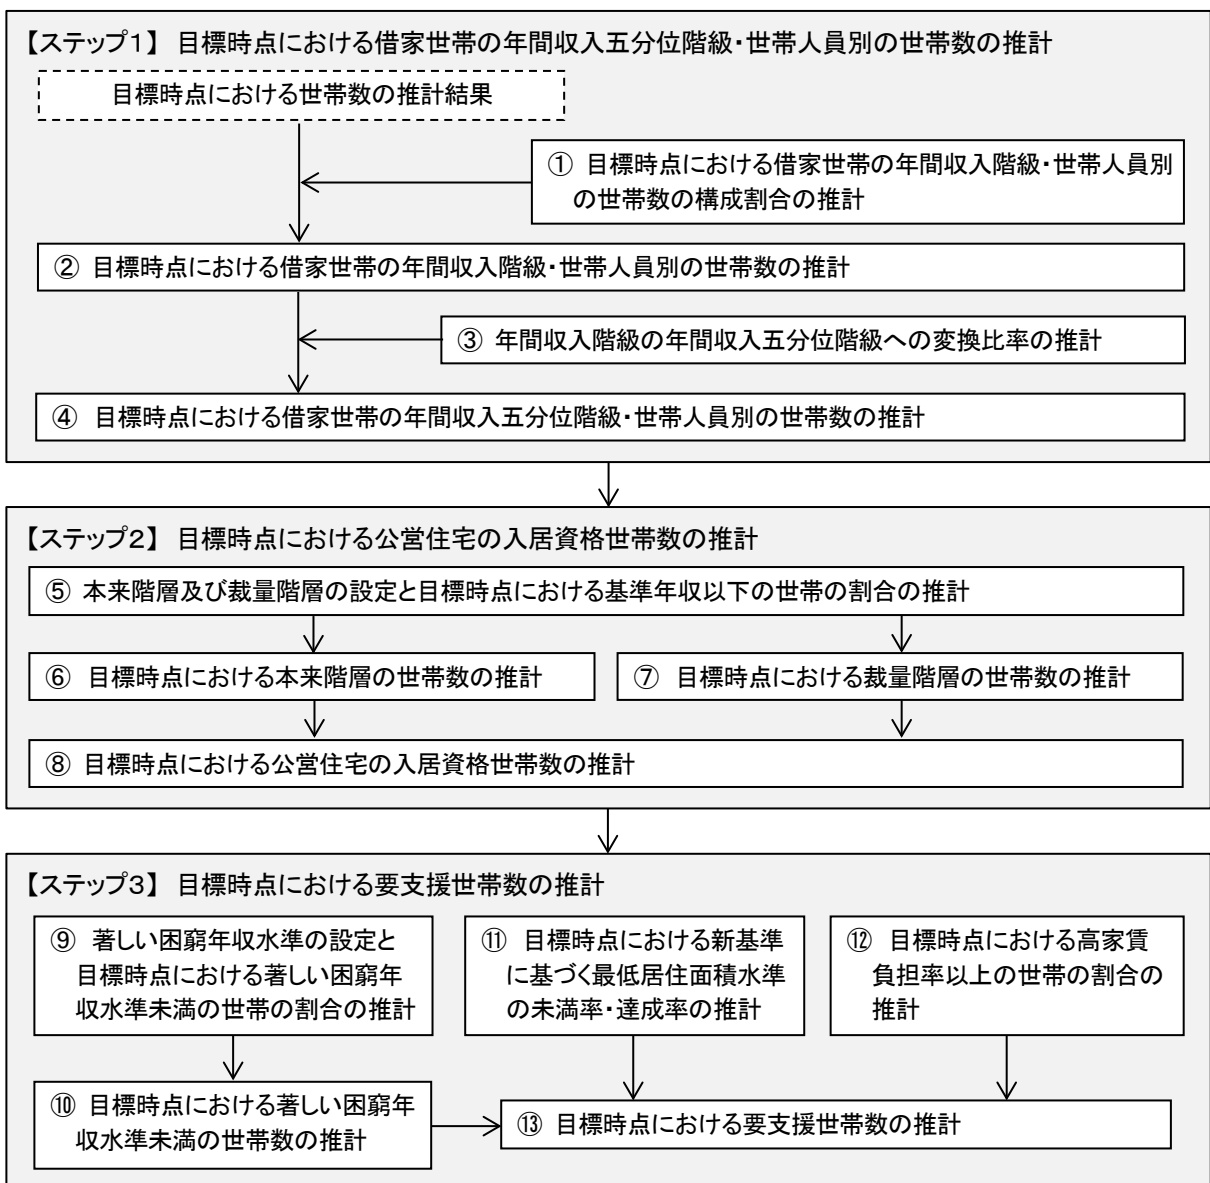 【ステップ1】 目標時点における借家世帯の年間収入五分位階級・世帯人員別の世帯数の推計
目標時点における世帯数の推計結果
① 目標時点における借家世帯の年間収入階級・世帯人員別
の世帯数の構成割合の推計
② 目標時点における借家世帯の年間収入階級・世帯人員別の世帯数の推計
③ 年間収入階級の年間収入五分位階級への変換比率の推計
④ 目標時点における借家世帯の年間収入五分位階級・世帯人員別の世帯数の推計
【ステップ2】 目標時点における公営住宅の入居資格世帯数の推計
⑤ 本来階層及び裁量階層の設定と目標時点における基準年収以下の世帯の割合の推計
⑥ 目標時点における本来階層の世帯数の推計
⑦ 目標時点における裁量階層の世帯数の推計
⑧ 目標時点における公営住宅の入居資格世帯数の推計
【ステップ3】 目標時点における要支援世帯数の推計
⑨ 著しい困窮年収水準の設定と
目標時点における著しい困窮年
収水準未満の世帯の割合の推計
⑪ 目標時点における新基準
に基づく最低居住面積水準
の未満率・達成率の推計
⑫ 目標時点における高家賃
負担率以上の世帯の割合の
推計
⑩ 目標時点における著しい困窮年
収水準未満の世帯数の推計
⑬ 目標時点における要支援世帯数の推計